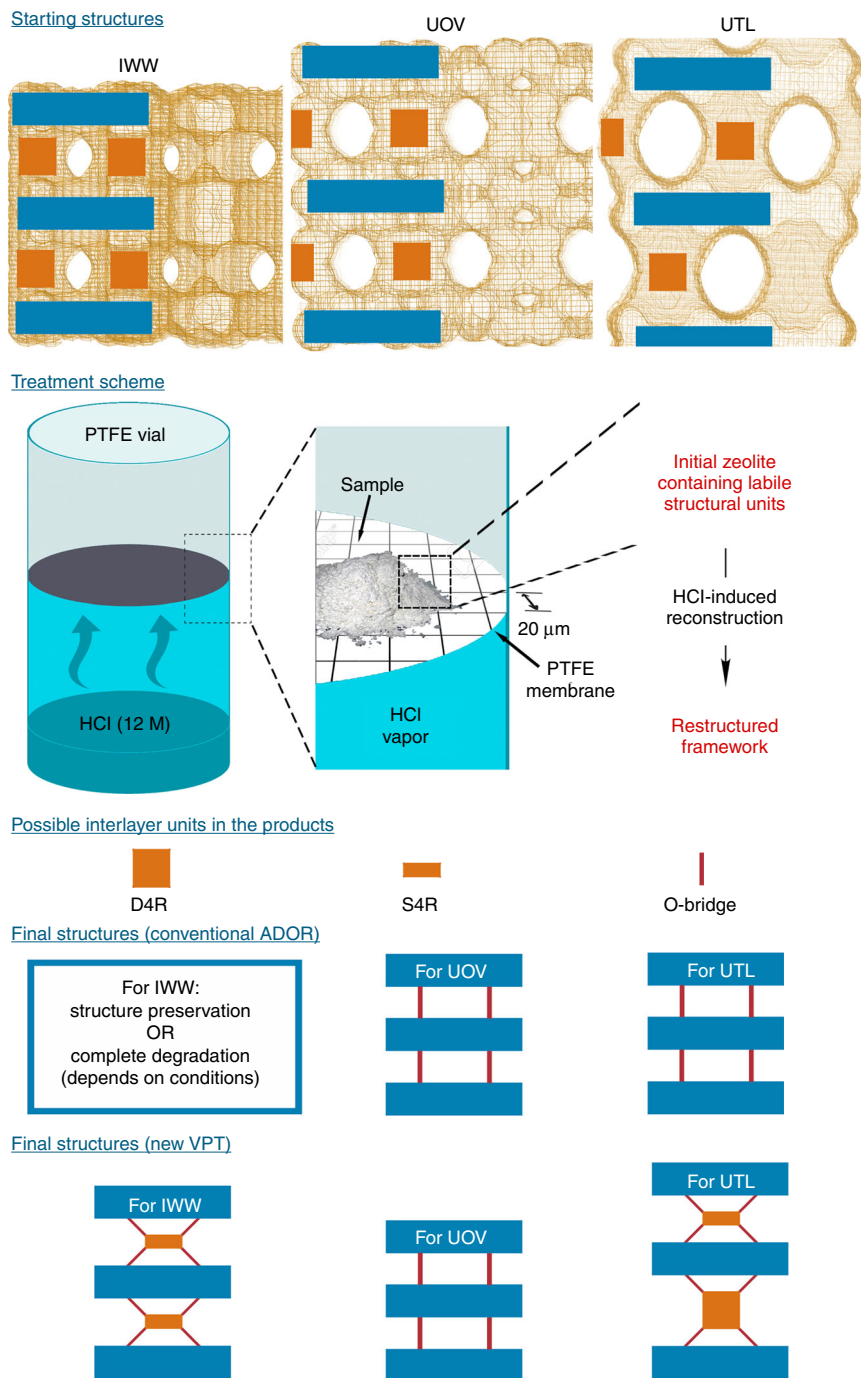 Starting structures
IWW
UOV
UTL
Treatment scheme
PTFE vial
HCl (12 M)
Sample
20 μm
PTFE
membrane
HCl
vapor
Initial zeolite
containing labile
structural units
HCl-induced
reconstruction
Restructured
framework
Possible interlayer units in the products
D4R
S4R
O-bridge
Final structures (conventional ADOR)
For IWW:
structure preservation
OR
complete degradation
(depends on conditions)
For UOV
For UTL
Final structures (new VPT)
For IWW
For UOV
For UTL